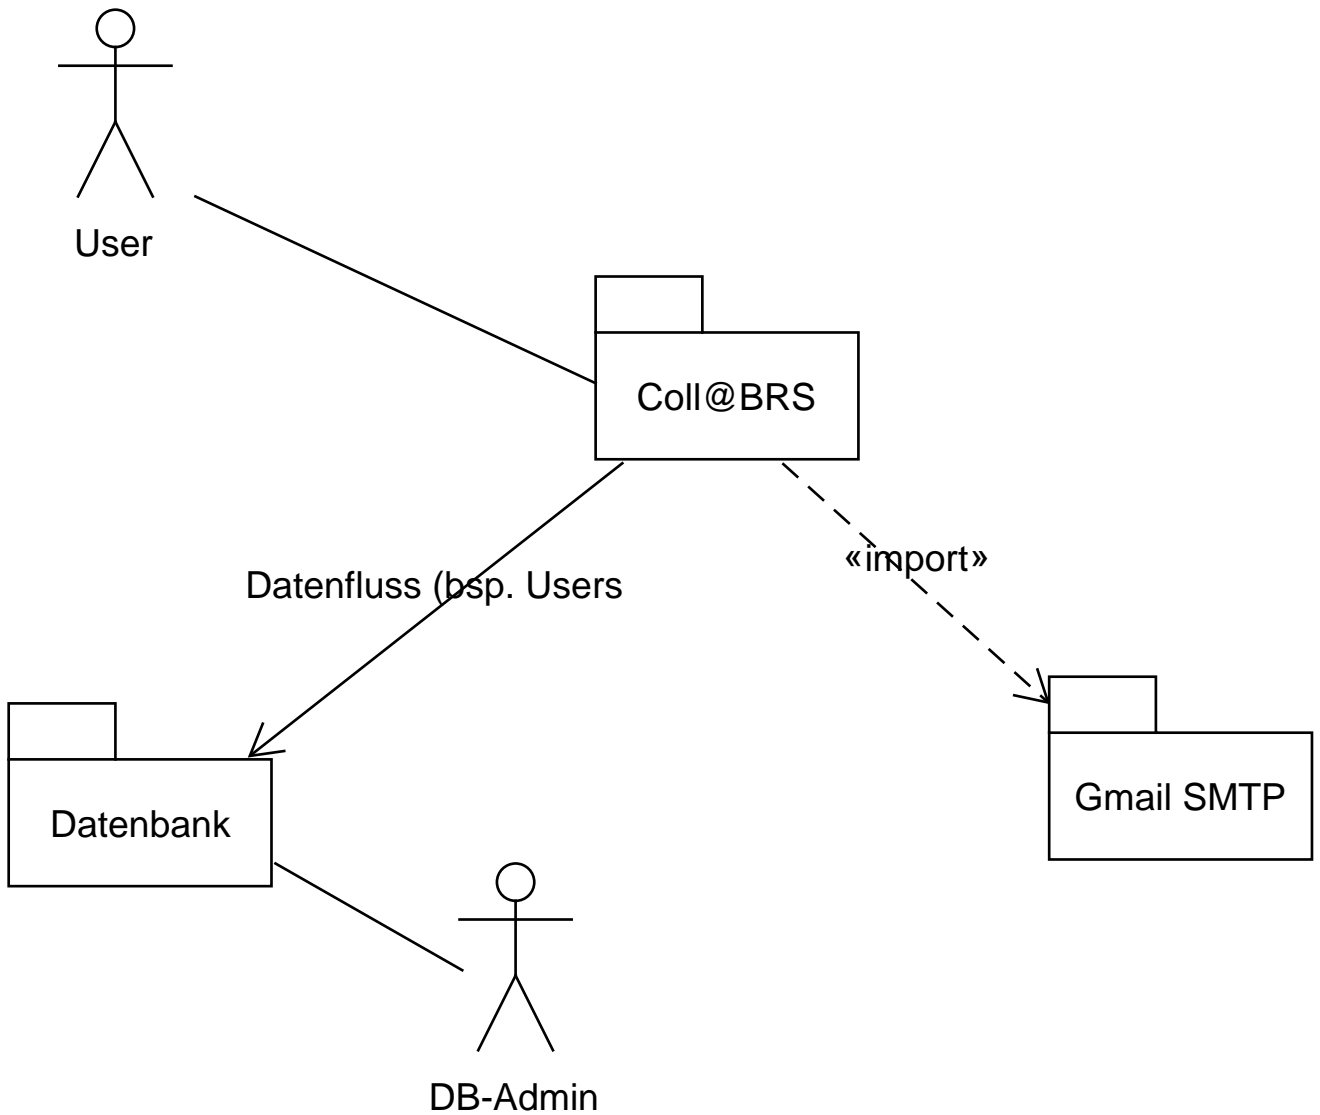 User
Coll@BRS
«import»
Datenfluss (bsp. Users
Gmail SMTP
Datenbank
DB-Admin